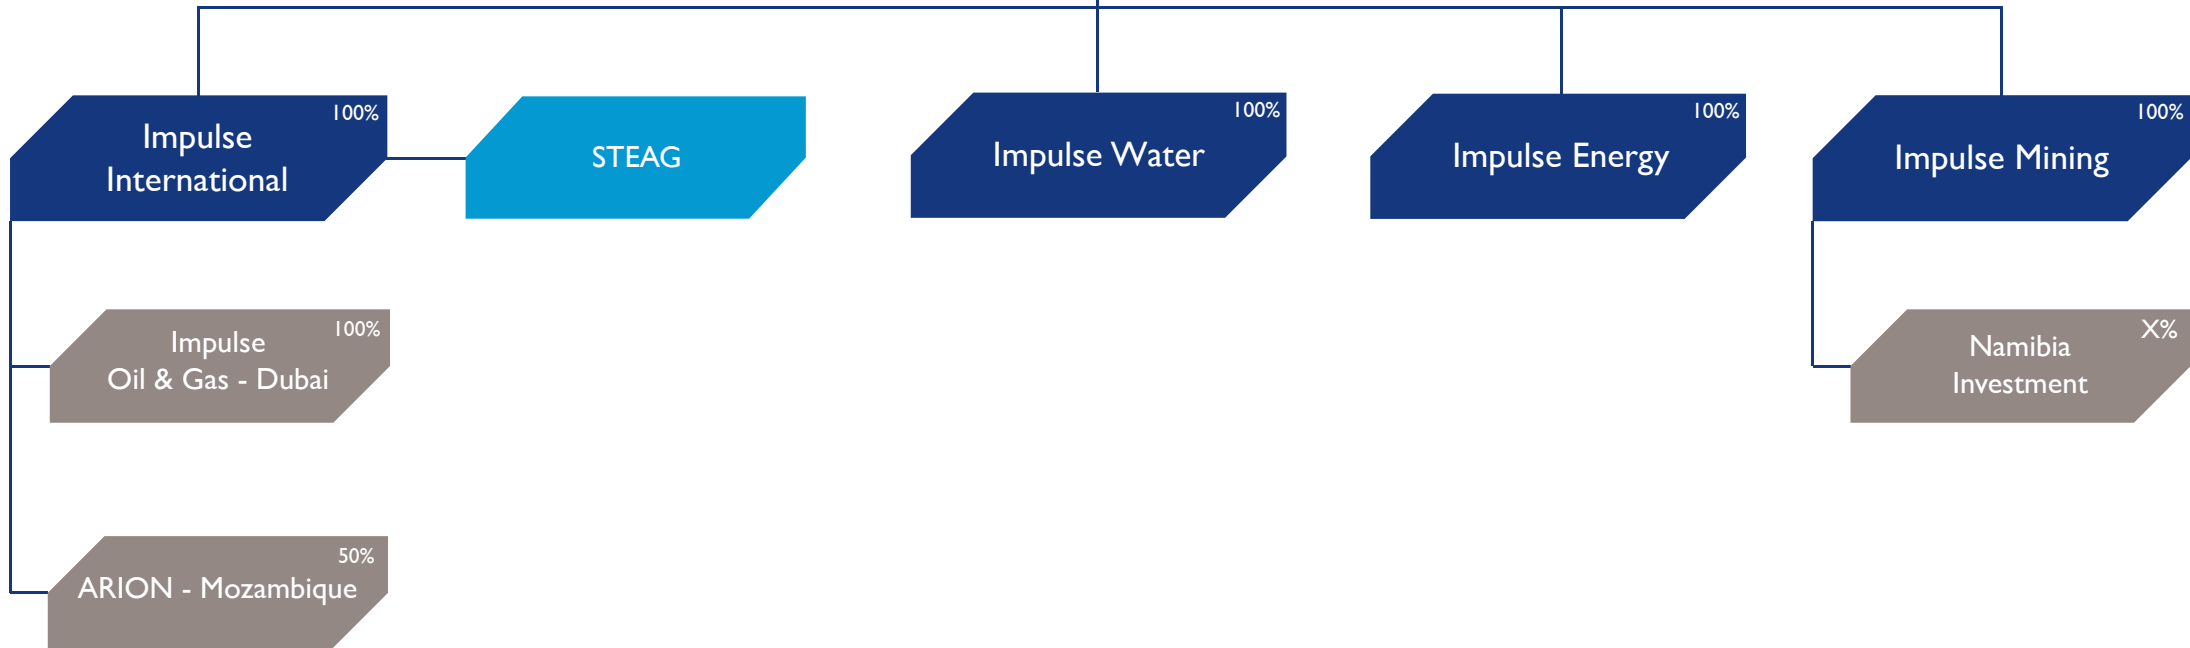 100%
Impulse
International
STEAG
100%
Impulse Water
100%
Impulse Energy
100%
Impulse Mining
100%
Impulse
Oil & Gas - Dubai
X%
Namibia
Investment
50%
ARION - Mozambique